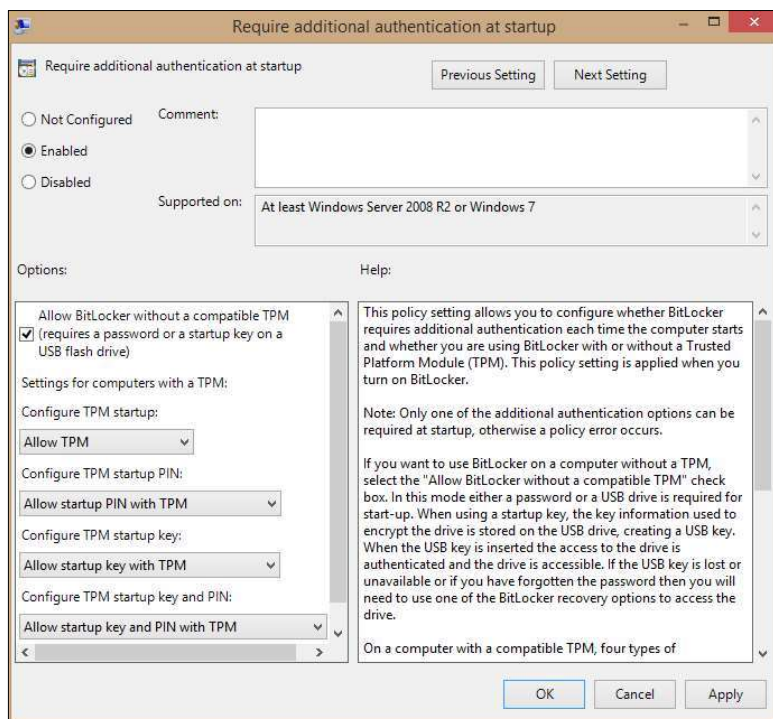 Require additional authentication at startup
Require additional authentication at startup
Previous Setting
Next Setting
Not Configured
Enabled
Disabled
Comment:
Supported on:
At least Windows Server 2008 R2 or Windows 7
Options:
Help:
Allow BitLocker without a compatible TPM
(requires a password or a startup key on a
USB flash drive)
Settings for computers with a TPM:
Configure TPM startup:
Allow TPM
Configure TPM startup PIN:
Allow startup PIN with TPM
Configure TPM startup key:
Allow startup key with TPM
Configure TPM startup key and PIN:
Allow startup key and PIN with TPM
This policy setting allows you to configure whether BitLocker
requires additional authentication each time the computer starts
and whether you are using BitLocker with or without a Trusted
Platform Module (TPM). This policy setting is applied when you
turn on BitLocker.
Note: Only one of the additional authentication options can be
required at startup, otherwise a policy error occurs.
If you want to use BitLocker on a computer without a TPM,
select the "Allow BitLocker without a compatible TPM" check
box. In this mode either a password or a USB drive is required for
start-up. When using a startup key, the key information used to
encrypt the drive is stored on the USB drive, creating a USB key.
When the USB key is inserted the access to the drive is
authenticated and the drive is accessible. If the USB key is lost or
unavailable or if you have forgotten the password then you will
need to use one of the BitLocker recovery options to access the
drive.
On a computer with a compatible TPM, four types of
OK
Cancel
Apply